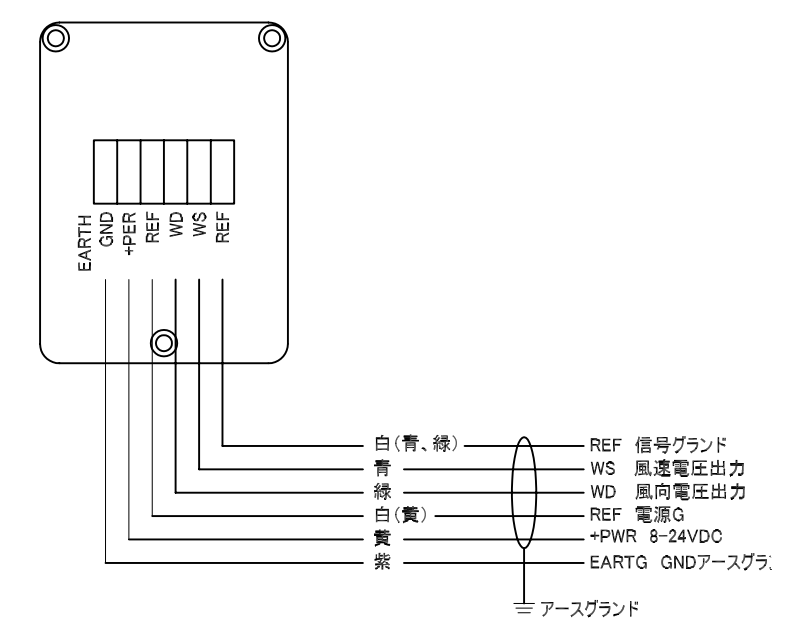 EARTH
GND
+PER
REF
WD
WS
REF
白(青、緑) REF 信号グランド
青 WS 風速電圧出力
緑 WD 風向電圧出力
白(黄) REF 電源G
黄 +PWR 8-24VDC
紫 EARTG GNDアースグラ
アースグランド